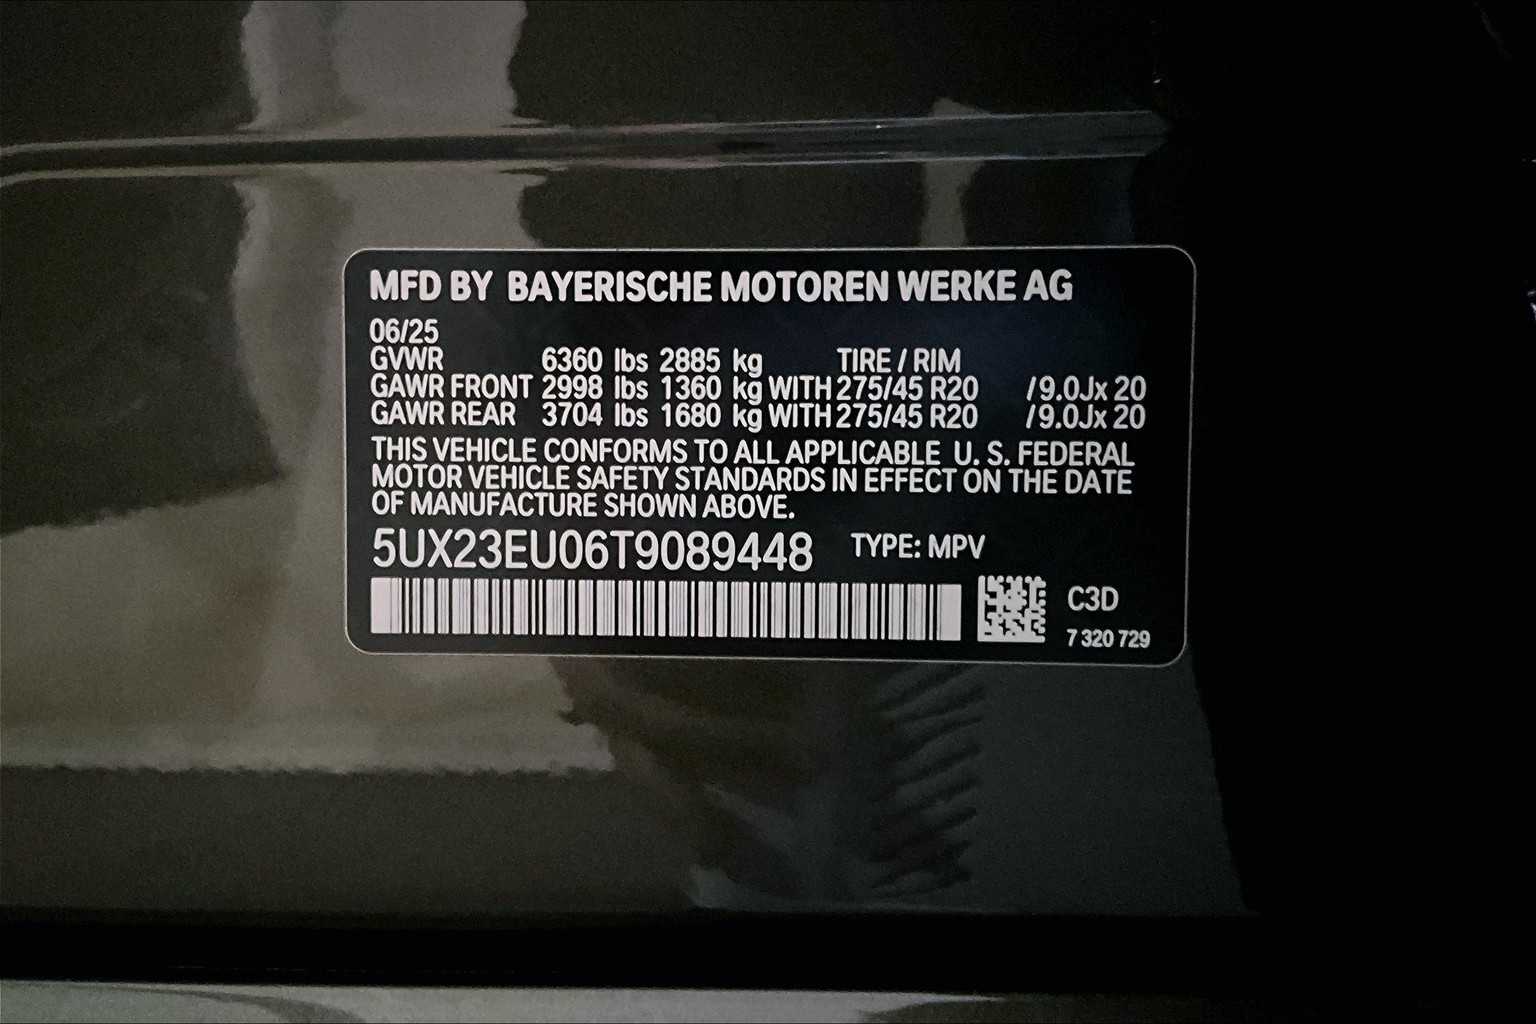 MFD BY BAYERISCHE MOTOREN WERKE AG
06/25
GVWR 6360 lbs 2885 kg TIRE / RIM
GAWR FRONT 2998 lbs 1360 kg WITH 275/45 R20 /9.0Jx 20
GAWR REAR 3704 lbs 1680 kg WITH 275/45 R20 /9.0Jx 20
THIS VEHICLE CONFORMS TO ALL APPLICABLE U. S. FEDERAL
MOTOR VEHICLE SAFETY STANDARDS IN EFFECT ON THE DATE
OF MANUFACTURE SHOWN ABOVE.
5UX23EU06T9089448 TYPE: MPV
C3D
7 320 729